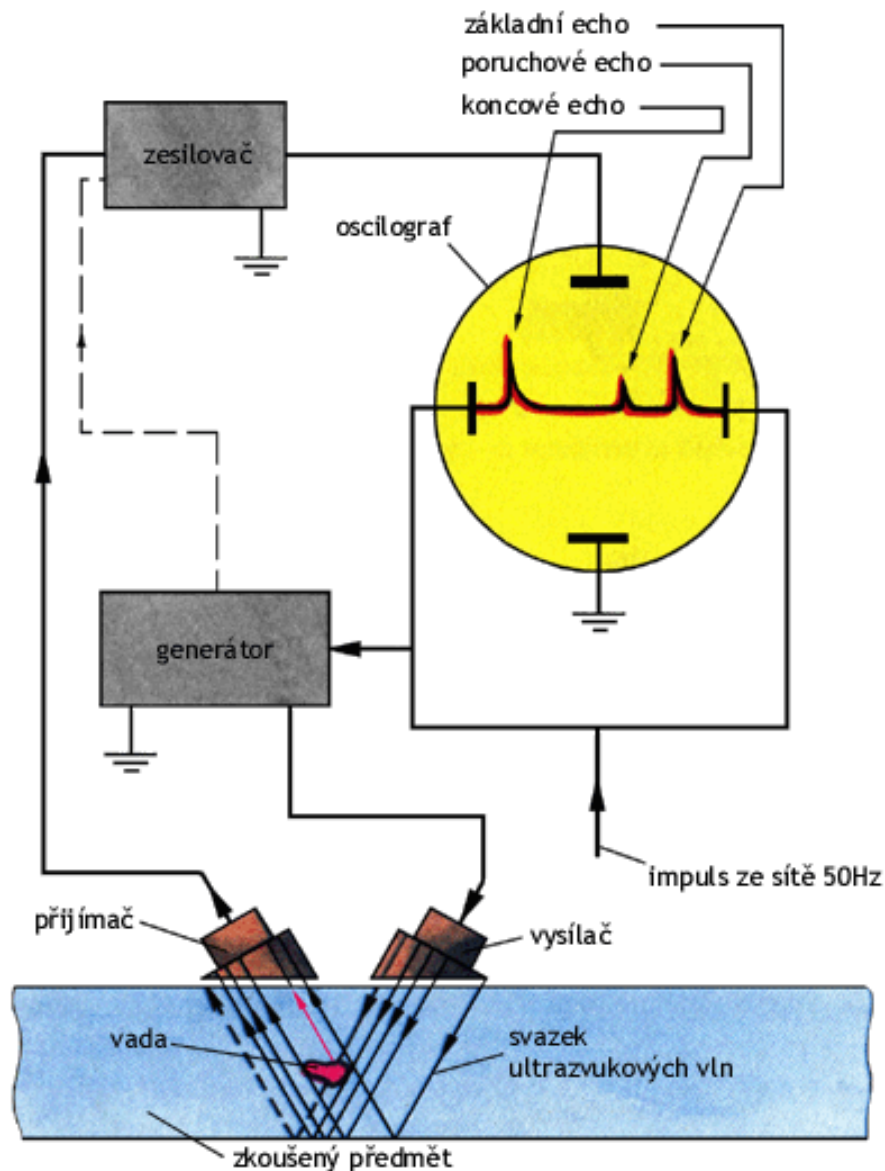 základní echo
poruchové echo
koncové echo
zesilovač
oscilograf
generátor
impuls ze sítě 50Hz
přijímač
vysílač
vada
svazek
ultrazvukových vln
zkoušený předmět